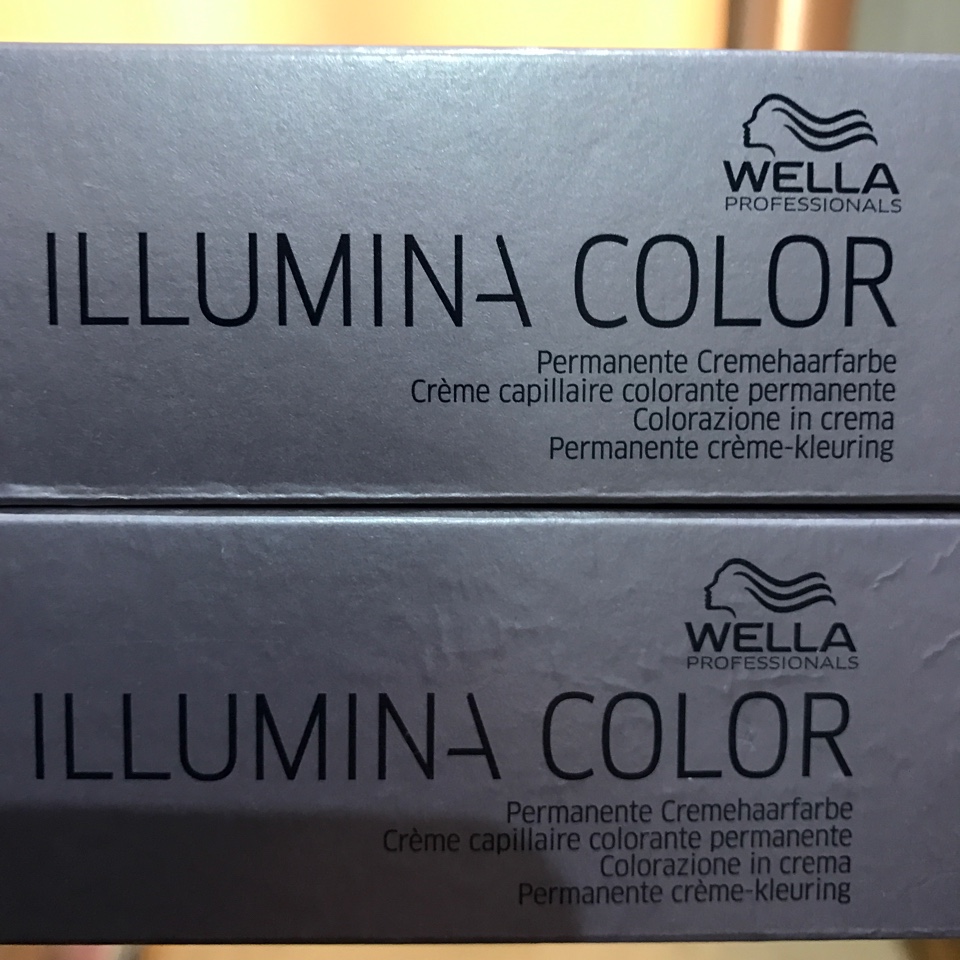 WELLA
PROFESSIONALS
ILLUMINA COLOR
Permanente Cremehaarfarbe
Crème capillaire colorante permanente
Colorazione in crema
Permanente crème-kleuring
WELLA
PROFESSIONALS
ILLUMINA COLOR
Permanente Cremehaarfarbe
Crème capillaire colorante permanente
Colorazione in crema
Permanente crème-kleuring